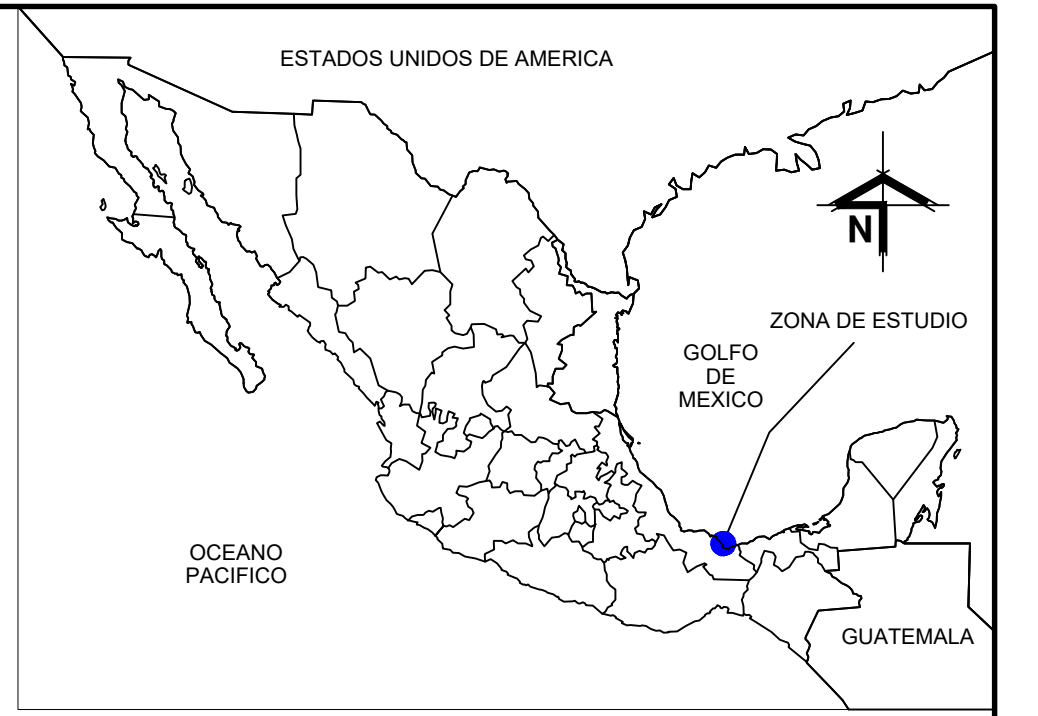 ESTADOS UNIDOS DE AMERICA
N
ZONA DE ESTUDIO
GOLFO
DE
MEXICO
OCEANO
PACIFICO
GUATEMALA